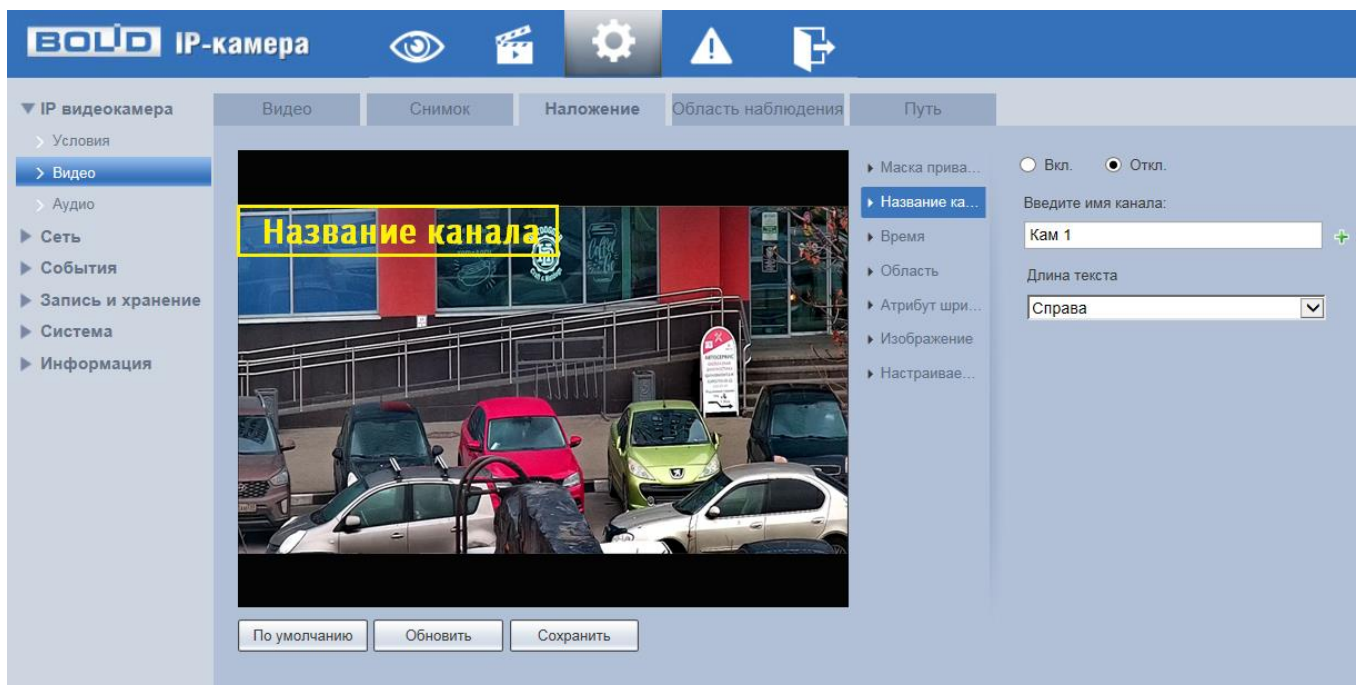 BOLID IP-камера
IP видеокамера
Условия
Видео
Аудио
Сеть
События
Запись и хранение
Система
Информация
Видео
Снимок
Наложение
Область наблюдения
Путь
Название канала
АВТОСЕРВИС
По умолчанию
Обновить
Сохранить
Маска прива...
Название ка...
Время
Область
Атрибут шри...
Изображение
Настраивае...
Вкл.
Откл.
Введите имя канала:
Кам 1
Длина текста
Справа